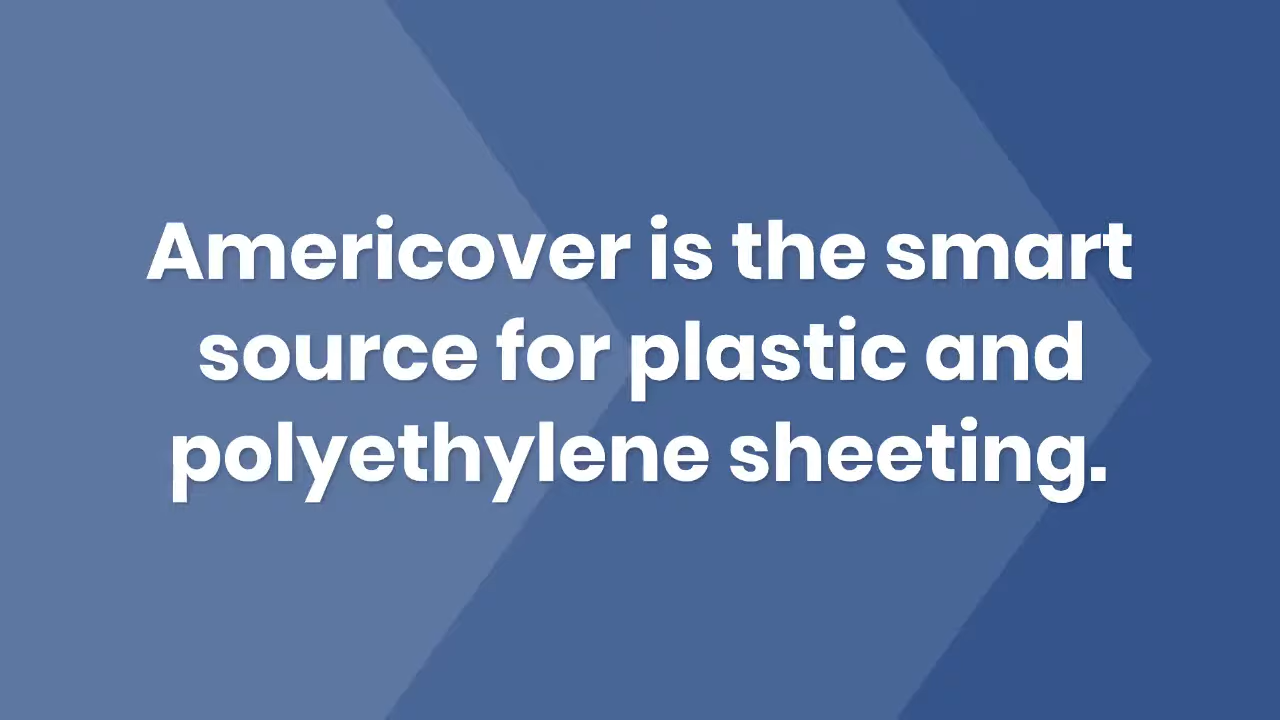 Americover is the smart
source for plastic and
polyethylene sheeting.